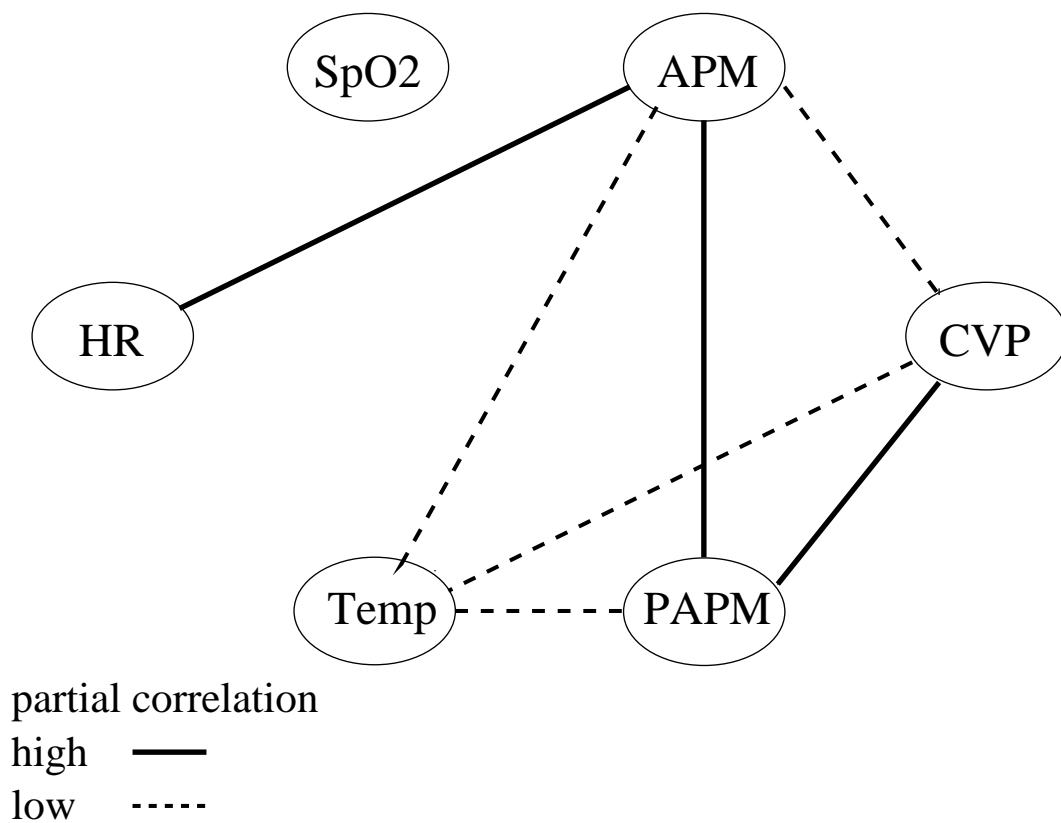 SpO2
APM
HR
CVP
Temp
PAPM
partial correlation
high
low